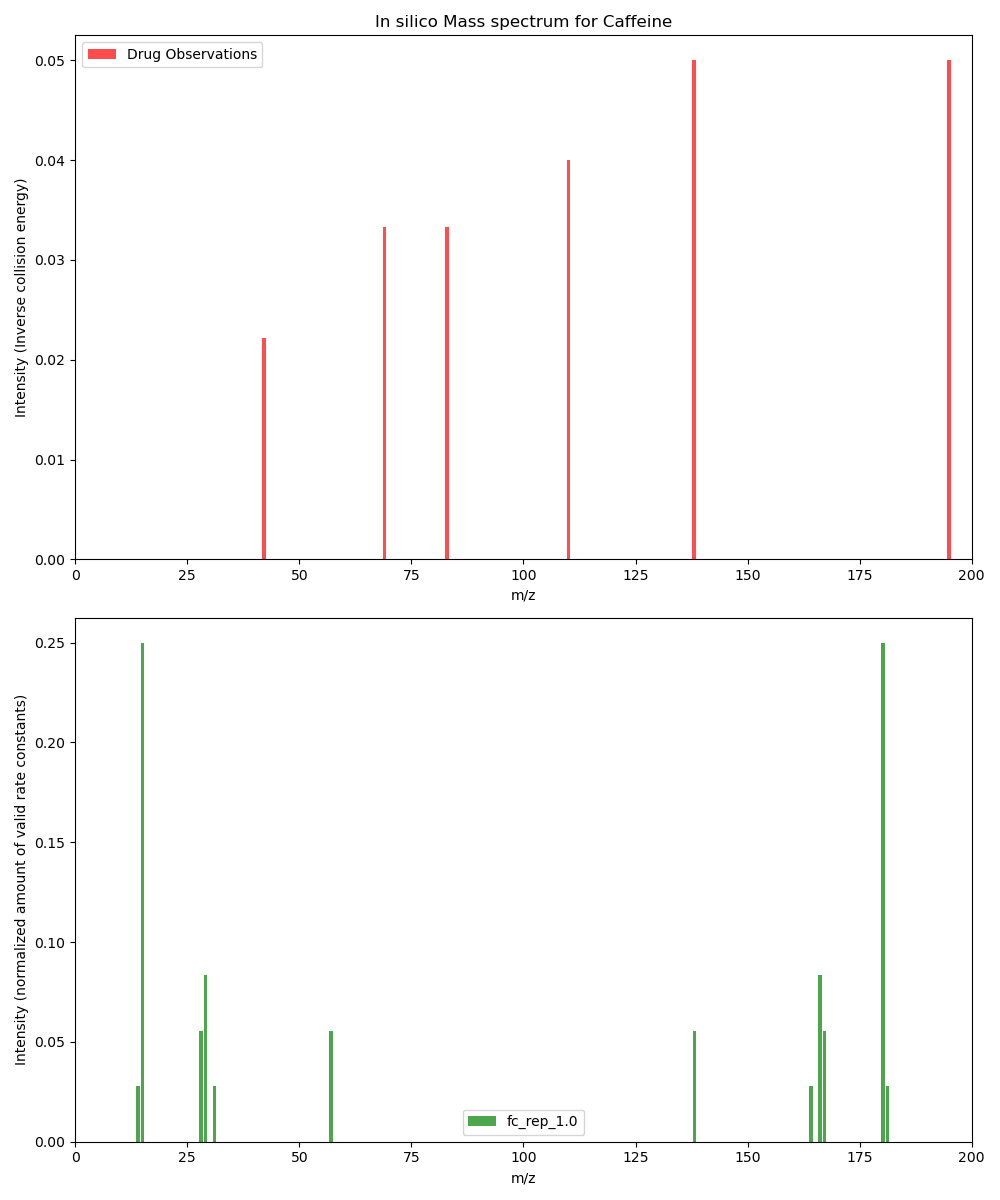 In silico Mass spectrum for Caffeine
Drug Observations
Intensity (Inverse collision energy)
0.05
0.04
0.03
0.02
0.01
0.00
0 25 50 75 100 125 150 175 200
m/z
Intensity (normalized amount of valid rate constants)
0.25
0.20
0.15
0.10
0.05
0.00
fc_rep_1.0
0 25 50 75 100 125 150 175 200
m/z